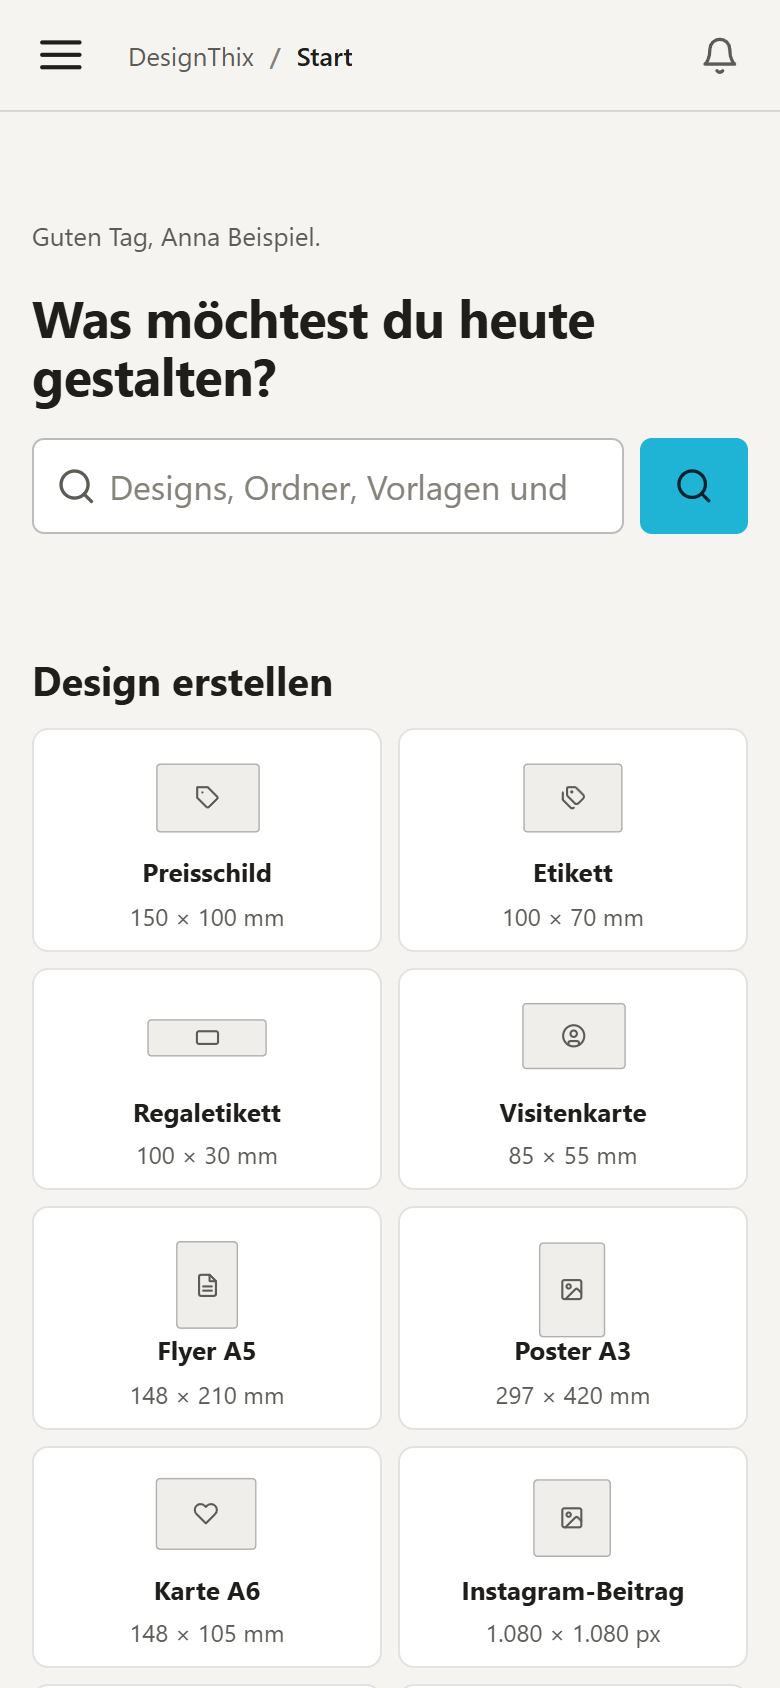 DesignThix / Start
Guten Tag, Anna Beispiel.
Was möchtest du heute
gestalten?
Designs, Ordner, Vorlagen und
Design erstellen
Preisschild
150 × 100 mm
Etikett
100 × 70 mm
Regaletikett
100 × 30 mm
Visitenkarte
85 × 55 mm
Flyer A5
148 × 210 mm
Poster A3
297 × 420 mm
Karte A6
148 × 105 mm
Instagram-Beitrag
1.080 × 1.080 px